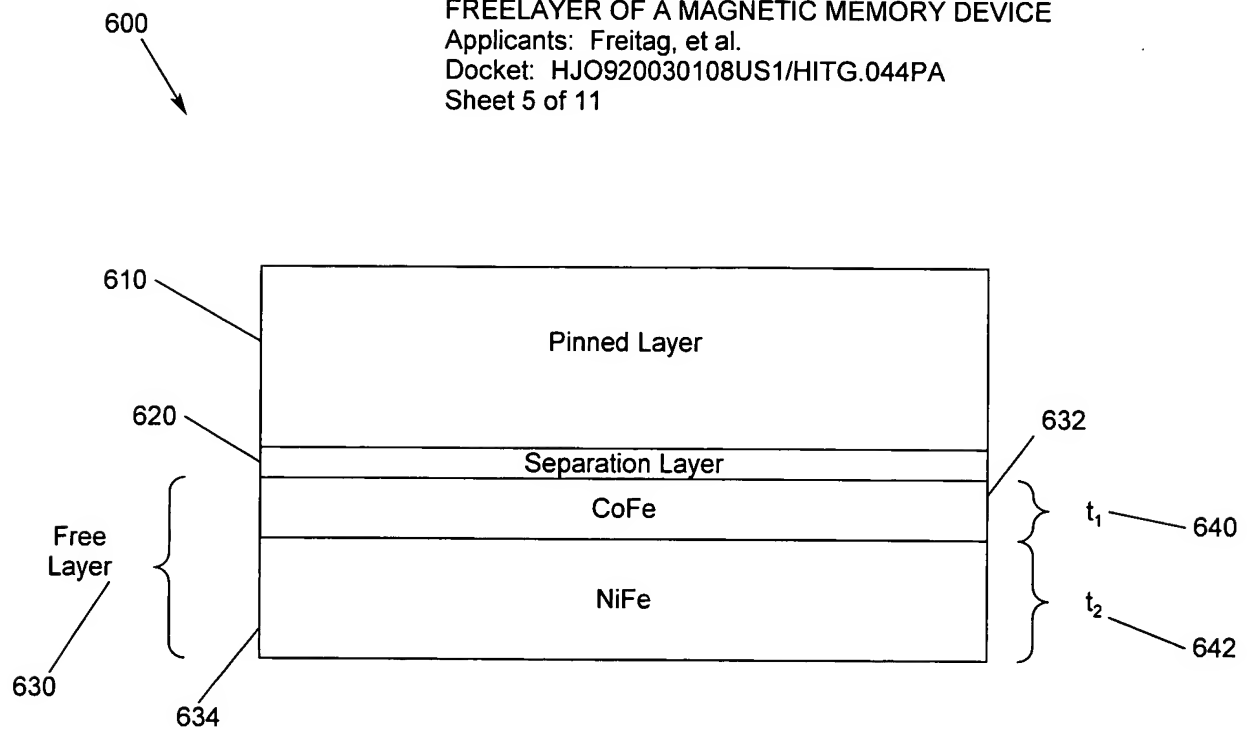 FREELAYER OF A MAGNETIC MEMORY DEVICE
600
Applicants: Freitag, et al.
Docket: HJO920030108US1/HITG.044PA
Sheet 5 of 11
610
Pinned Layer
620
632
Separation Layer
CoFe
t₁
640
Free
Layer
NiFe
t₂
642
630
634